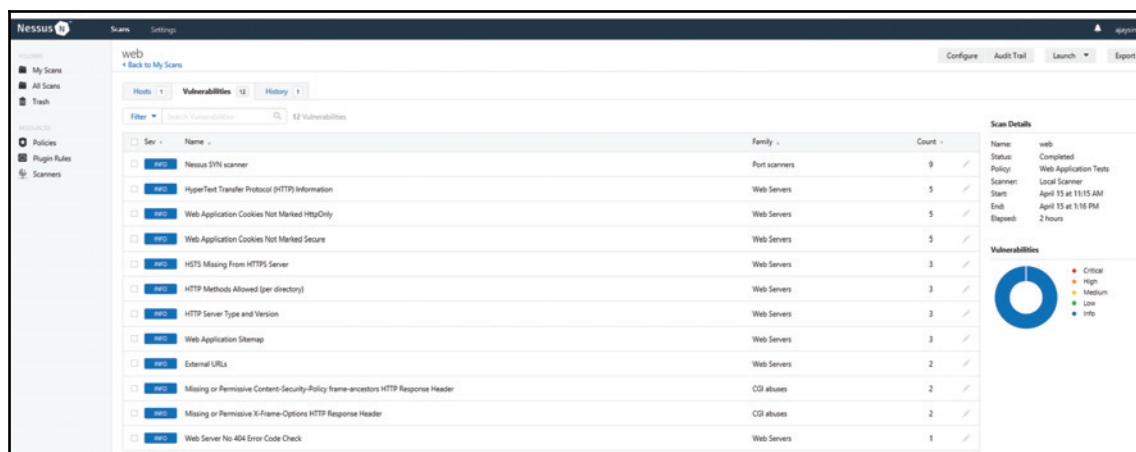 Nessus N Scans Settings ajaysin
FOLDERS
My Scans
All Scans
Trash
RESOURCES
Policies
Plugin Rules
Scanners
web
Back to My Scans
Configure Audit Trail Launch Export
Hosts 1 Vulnerabilities 12 History 1
Filter Search Vulnerabilities 12 Vulnerabilities
Sev Name Family Count
INFO Nessus SYN scanner Port scanners 9
INFO HyperText Transfer Protocol (HTTP) Information Web Servers 5
INFO Web Application Cookies Not Marked HttpOnly Web Servers 5
INFO Web Application Cookies Not Marked Secure Web Servers 5
INFO HSTS Missing From HTTPS Server Web Servers 3
INFO HTTP Methods Allowed (per directory) Web Servers 3
INFO HTTP Server Type and Version Web Servers 3
INFO Web Application Sitemap Web Servers 3
INFO External URLs Web Servers 2
INFO Missing or Permissive Content-Security-Policy frame-ancestors HTTP Response Header CGI abuses 2
INFO Missing or Permissive X-Frame-Options HTTP Response Header CGI abuses 2
INFO Web Server No 404 Error Code Check Web Servers 1
Scan Details
Name: web
Status: Completed
Policy: Web Application Tests
Scanner: Local Scanner
Start: April 15 at 11:15 AM
End: April 15 at 1:16 PM
Elapsed: 2 hours
Vulnerabilities
Critical
High
Medium
Low
Info